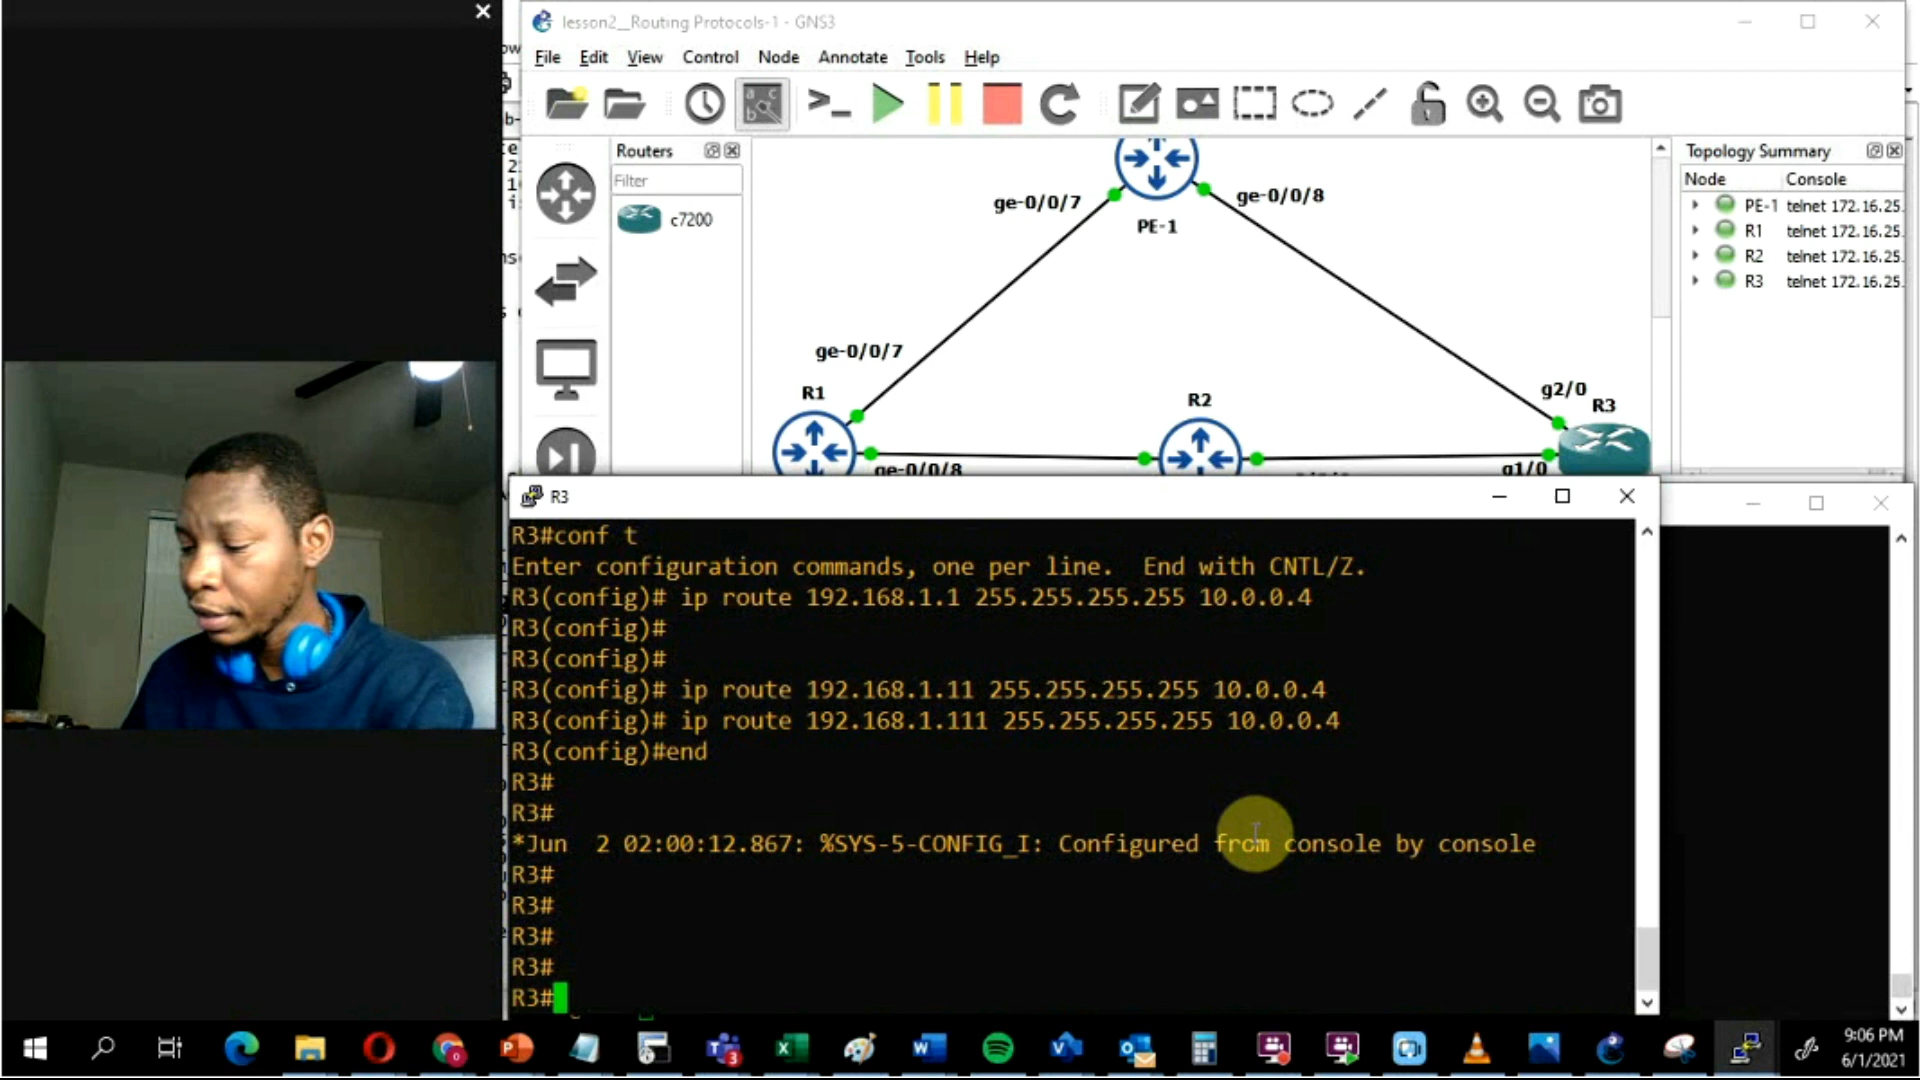 lesson2__Routing Protocols-1 - GNS3
File Edit View Control Node Annotate Tools Help
Routers
Filter
c7200
ge-0/0/7
ge-0/0/8
PE-1
ge-0/0/7
R1
R2
g2/0
R3
ge-0/0/8
g1/0
Topology Summary
Node Console
PE-1 telnet 172.16.25.
R1 telnet 172.16.25.
R2 telnet 172.16.25.
R3 telnet 172.16.25.
R3
R3#conf t
Enter configuration commands, one per line. End with CNTL/Z.
R3(config)# ip route 192.168.1.1 255.255.255.255 10.0.0.4
R3(config)#
R3(config)#
R3(config)# ip route 192.168.1.11 255.255.255.255 10.0.0.4
R3(config)# ip route 192.168.1.111 255.255.255.255 10.0.0.4
R3(config)#end
R3#
R3#
*Jun 2 02:00:12.867: %SYS-5-CONFIG_I: Configured from console by console
R3#
R3#
R3#
R3#
R3#
9:06 PM
6/1/2021